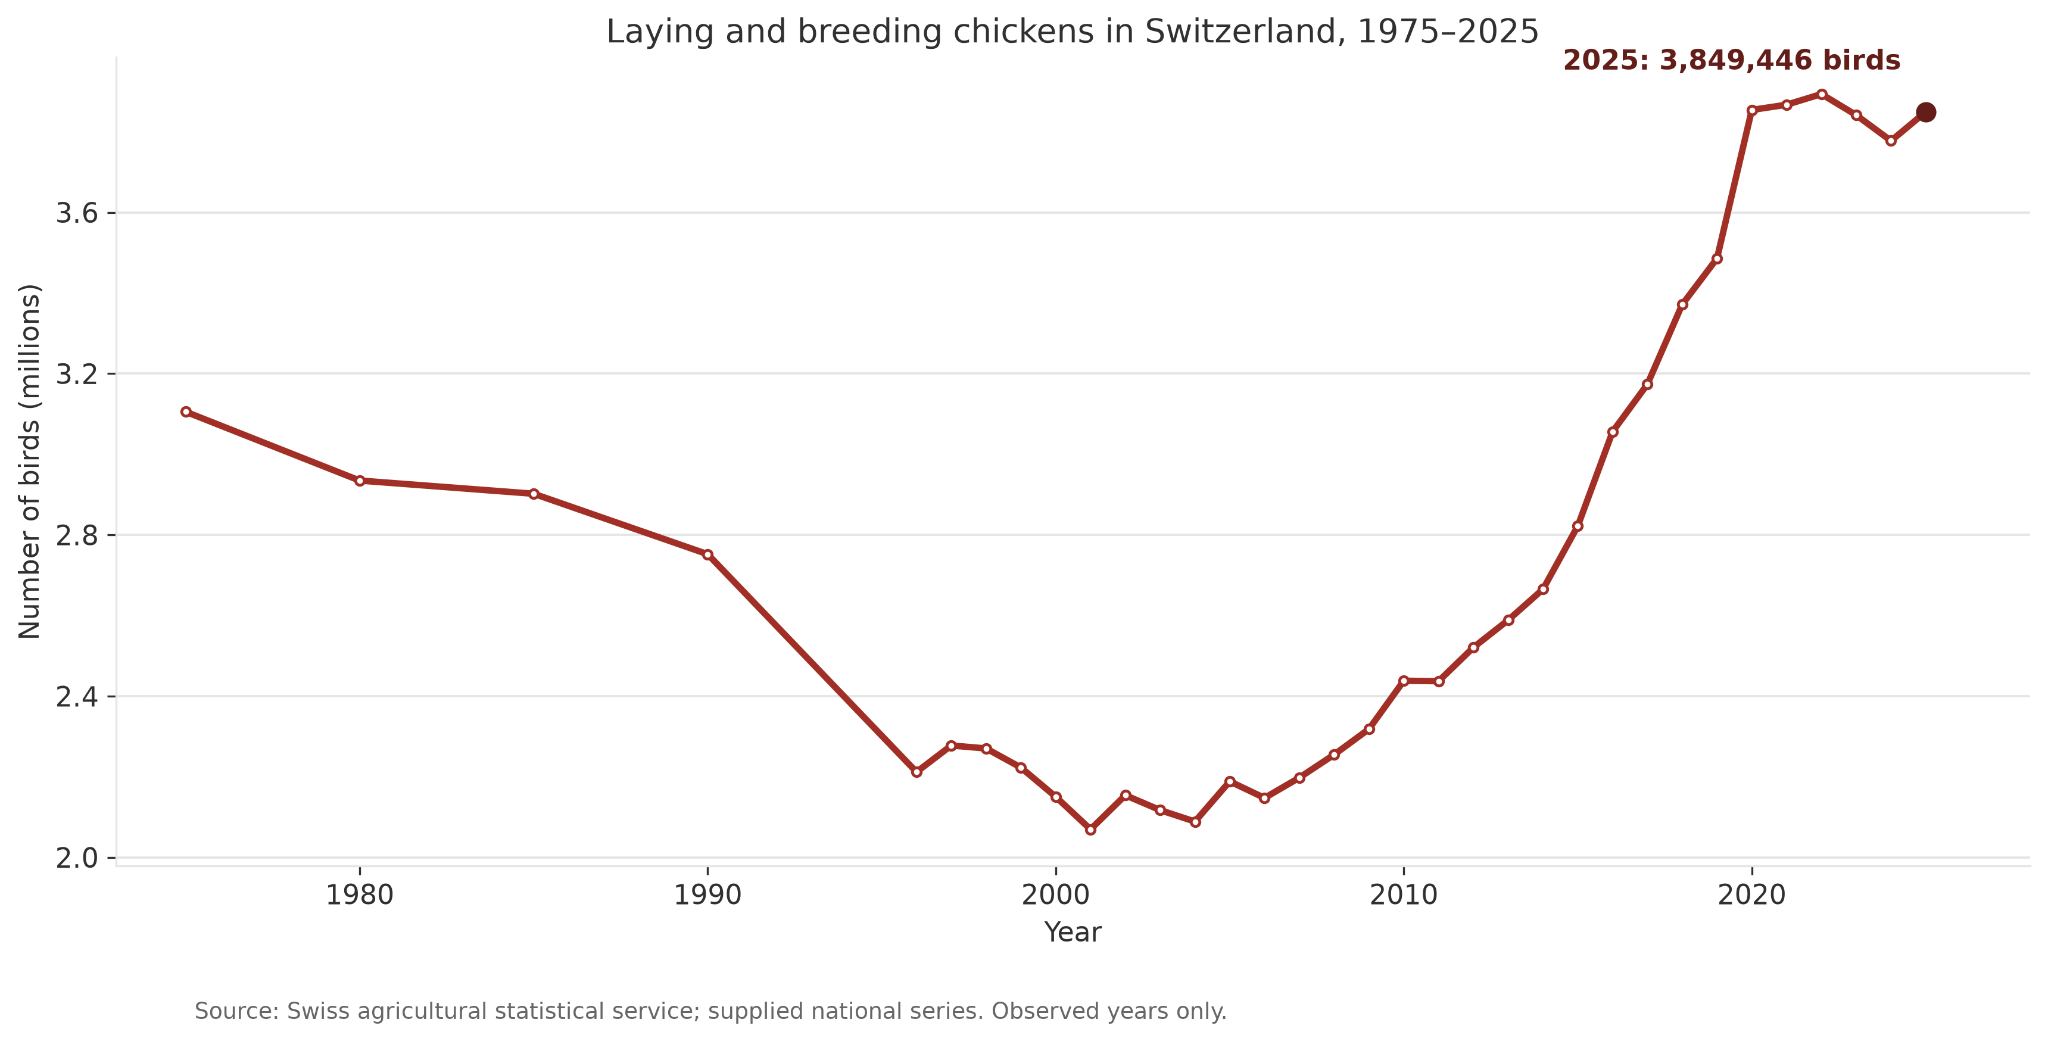 Laying and breeding chickens in Switzerland, 1975–2025
2025: 3,849,446 birds
Number of birds (millions)
3.6
3.2
2.8
2.4
2.0
1980
1990
2000
2010
2020
Year
Source: Swiss agricultural statistical service; supplied national series. Observed years only.